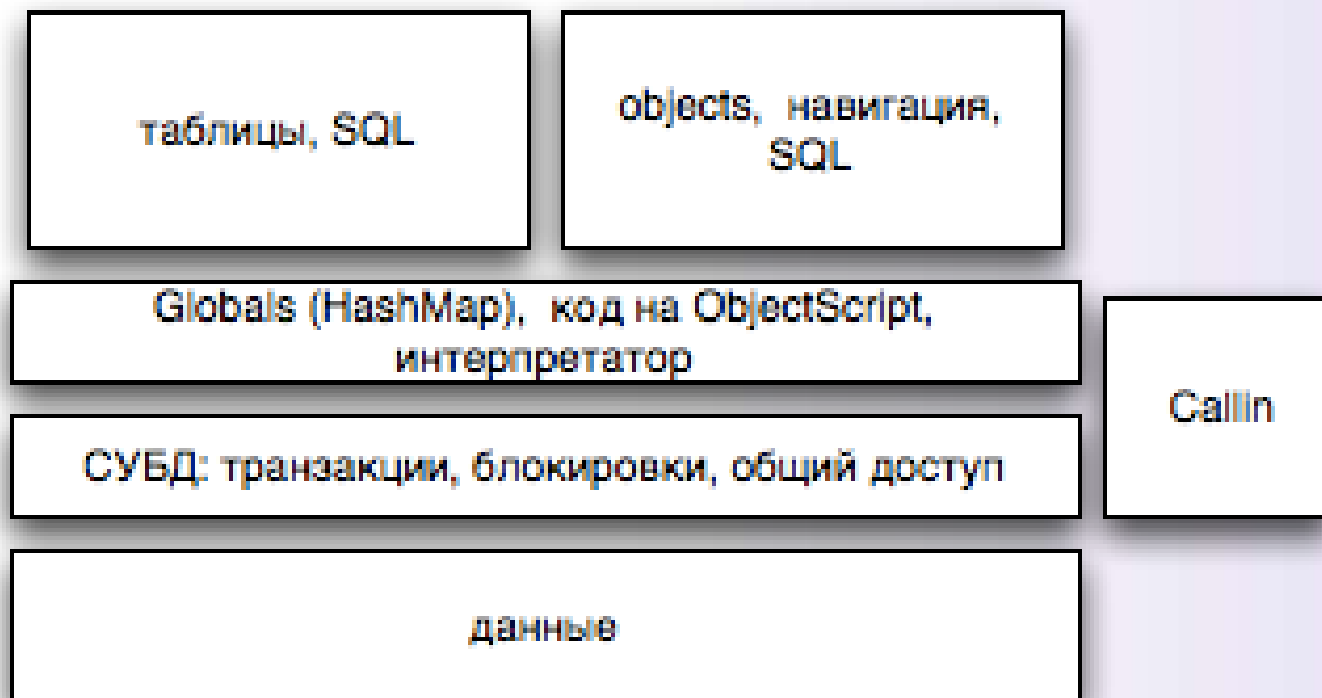 таблицы, SQL
objects, навигация,
SQL
Globals (HashMap), код на ObjectScript,
интерпретатор
Callin
СУБД: транзакции, блокировки, общий доступ
данные